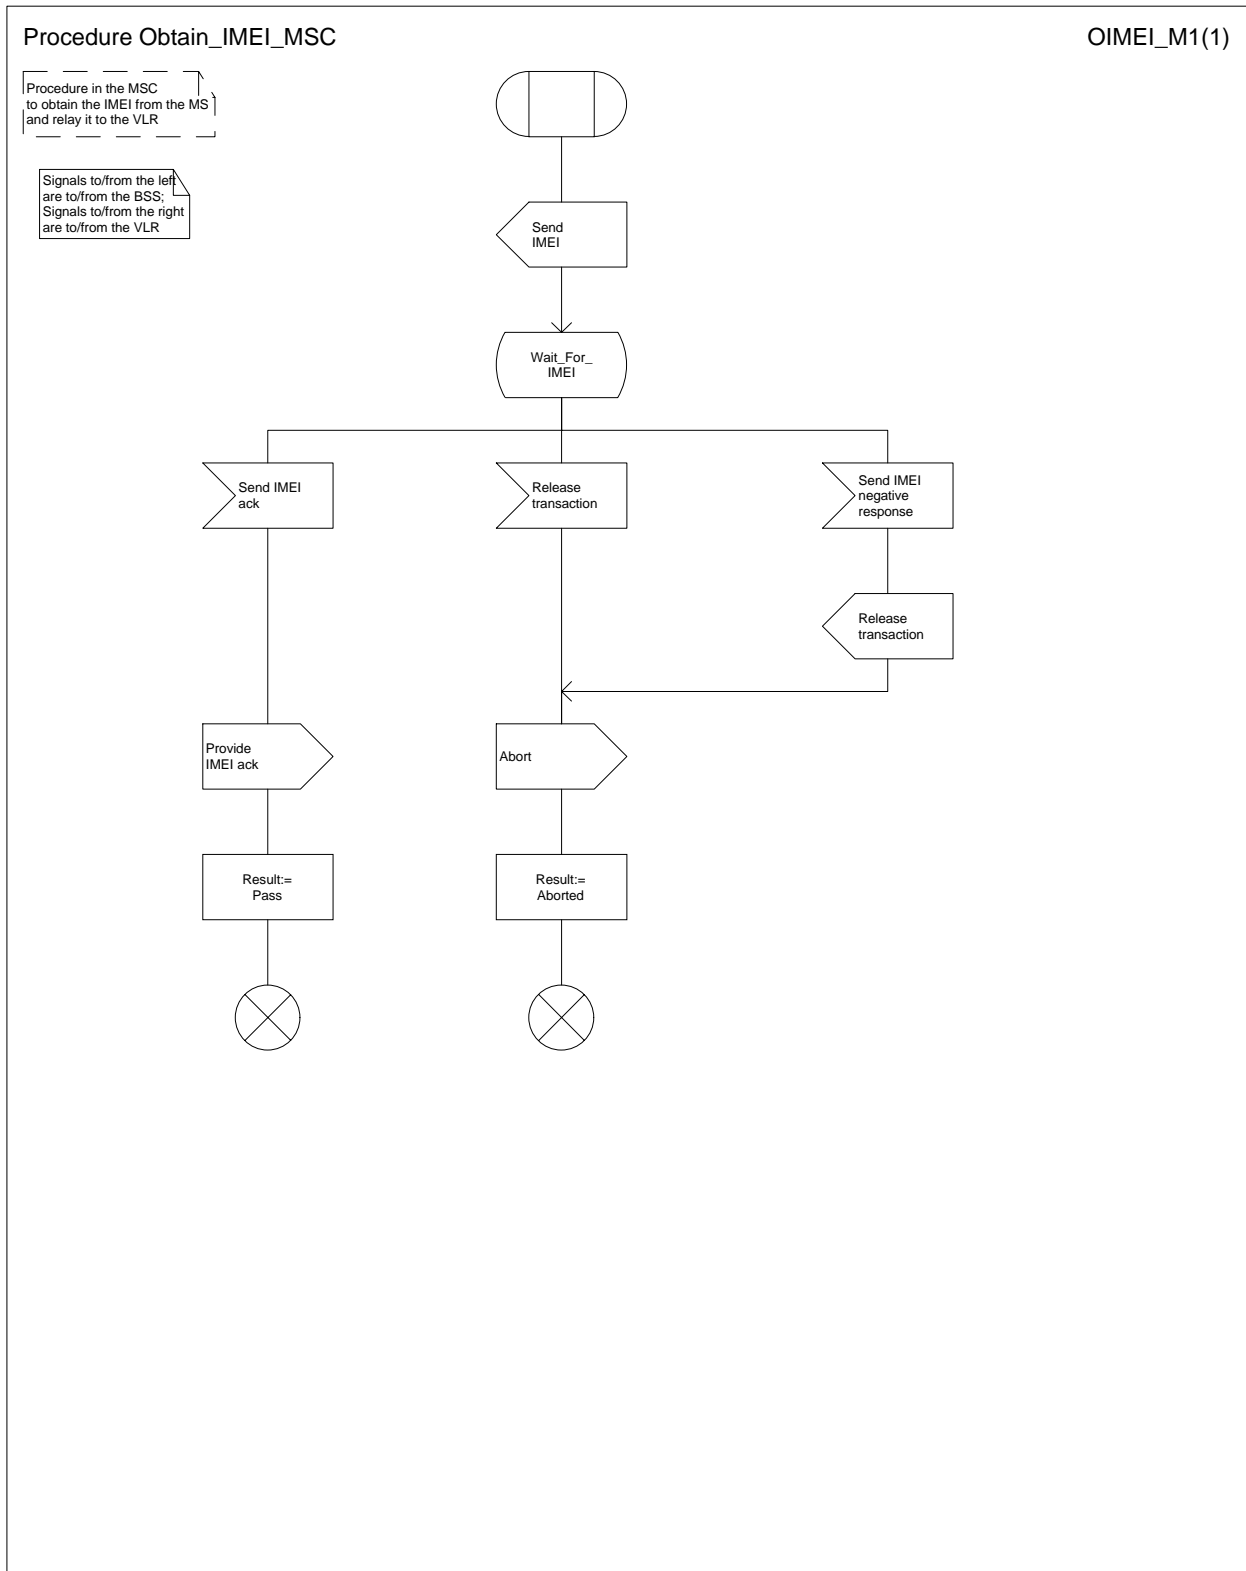 Procedure Obtain_IMEI_MSC
OIMEI_M1(1)
Procedure in the MSC
to obtain the IMEI from the MS
and relay it to the VLR
Signals to/from the left
are to/from the BSS;
Signals to/from the right
are to/from the VLR
Send
IMEI
Wait_For_
IMEI
Send IMEI
ack
Release
transaction
Send IMEI
negative
response
Release
transaction
Provide
IMEI ack
Abort
Result:=
Pass
Result:=
Aborted